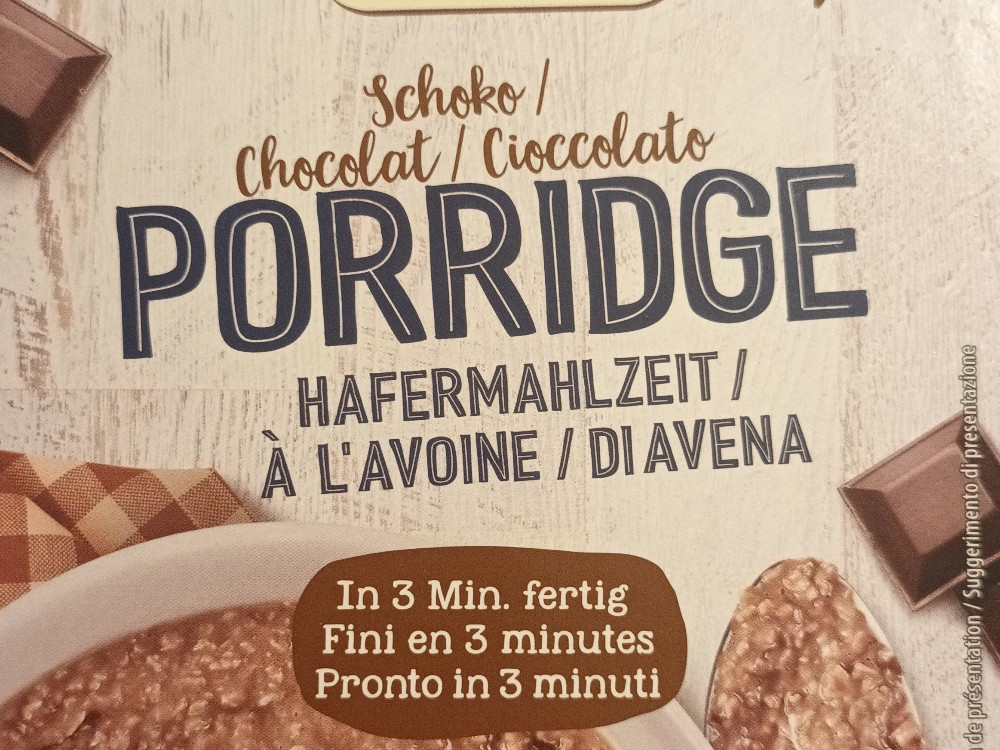 Schoko /
Chocolat / Cioccolato
PORRIDGE
HAFERMAHLZEIT /
À L'AVOINE / DI AVENA
In 3 Min. fertig
Fini en 3 minutes
Pronto in 3 minuti
de présentation / Suggerimento di presentazione